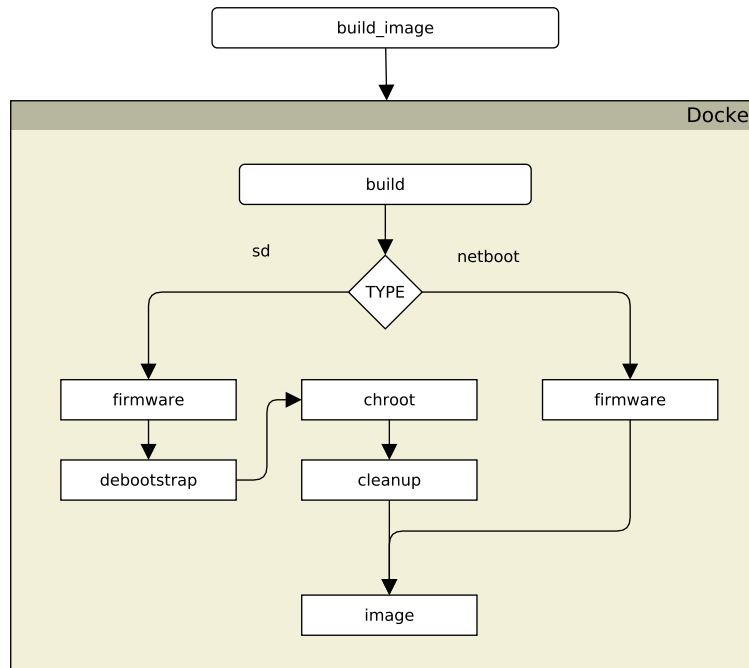 build_image
Docke
build
sd
netboot
TYPE
firmware
chroot
firmware
debootstrap
cleanup
image